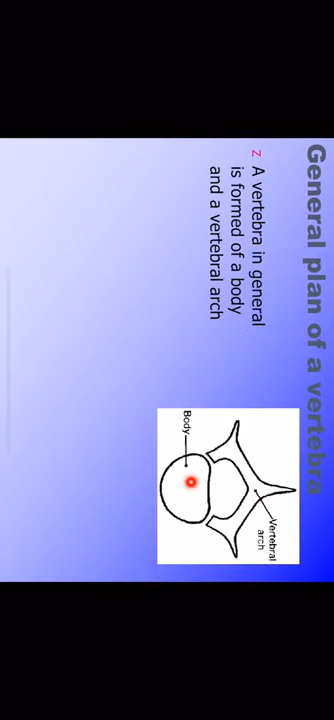 General plan of a vertebra
z A vertebra in general
is formed of a body
and a vertebral arch
Vertebral
arch
Body